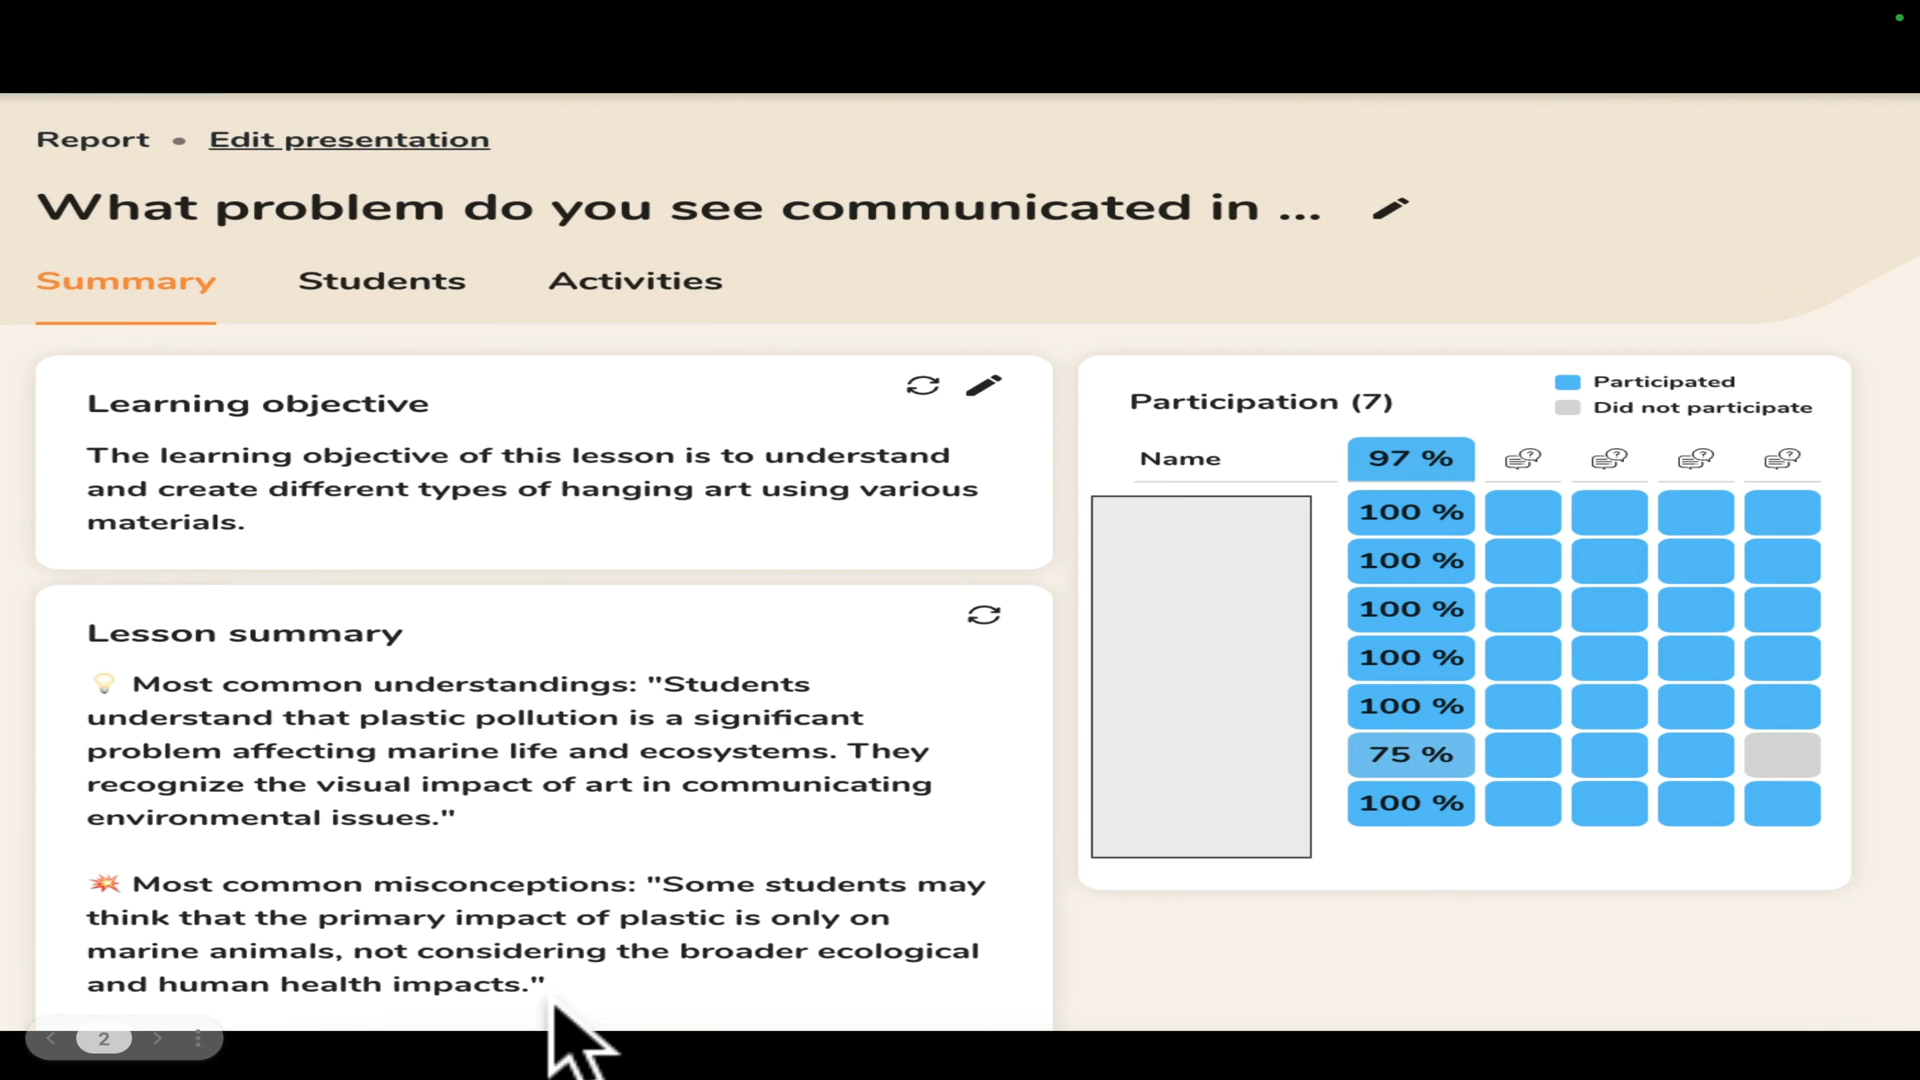 Report • Edit presentation
What problem do you see communicated in ...
Summary Students Activities
Learning objective
The learning objective of this lesson is to understand
and create different types of hanging art using various
materials.
Lesson summary
💡 Most common understandings: "Students
understand that plastic pollution is a significant
problem affecting marine life and ecosystems. They
recognize the visual impact of art in communicating
environmental issues."
💥 Most common misconceptions: "Some students may
think that the primary impact of plastic is only on
marine animals, not considering the broader ecological
and human health impacts."
Participation (7)
Participated
Did not participate
Name 97 %
100 %
100 %
100 %
100 %
100 %
75 %
100 %
2